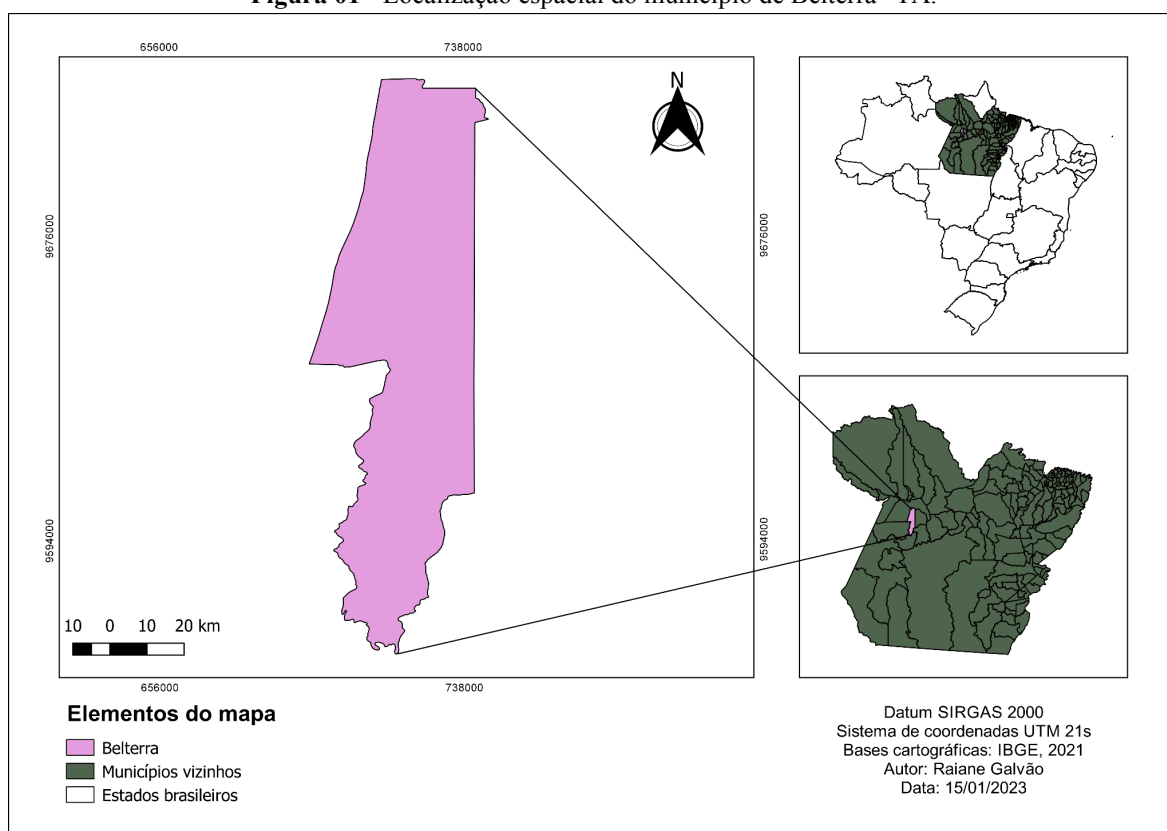 Figura 01 - Localização espacial do município de Belterra - PA.
656000
738000
N
9676000
9676000
9594000
9594000
10 0 10 20 km
656000
738000
Elementos do mapa
Belterra
Municípios vizinhos
Estados brasileiros
Datum SIRGAS 2000
Sistema de coordenadas UTM 21s
Bases cartográficas: IBGE, 2021
Autor: Raiane Galvão
Data: 15/01/2023